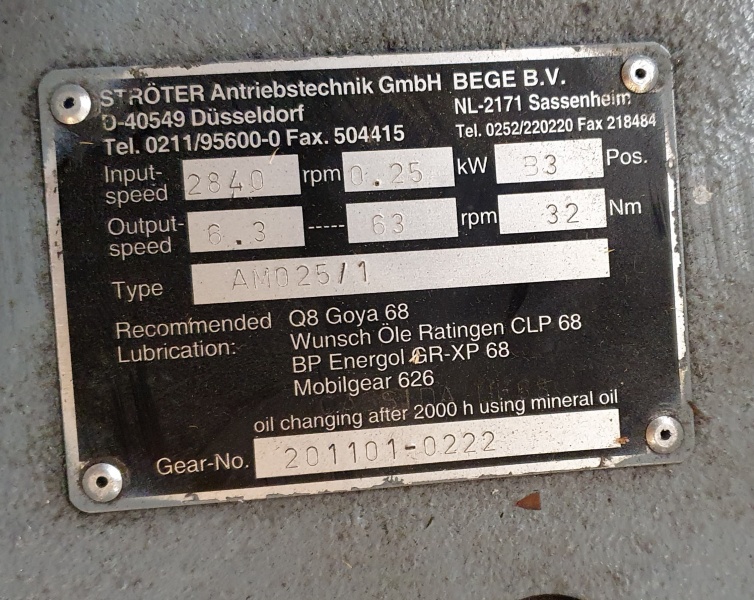 STRÖTER Antriebstechnik GmbH BEGE B.V.
D-40549 Düsseldorf NL-2171 Sassenheim
Tel. 0211/95600-0 Fax. 504415 Tel. 0252/220220 Fax 218484
Input-speed 2840 rpm 0.25 kW B3 Pos.
Output-speed 6.3 ----- 63 rpm 32 Nm
Type AM025/1
Recommended Lubrication: Q8 Goya 68
Wunsch Öle Ratingen CLP 68
BP Energol GR-XP 68
Mobilgear 626
oil changing after 2000 h using mineral oil
Gear-No. 201101-0222